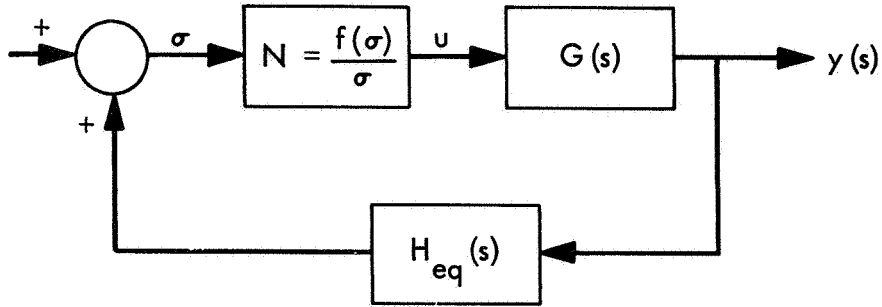 +
σ
N = f(σ)/σ
u
G(s)
y(s)
+
H_eq(s)